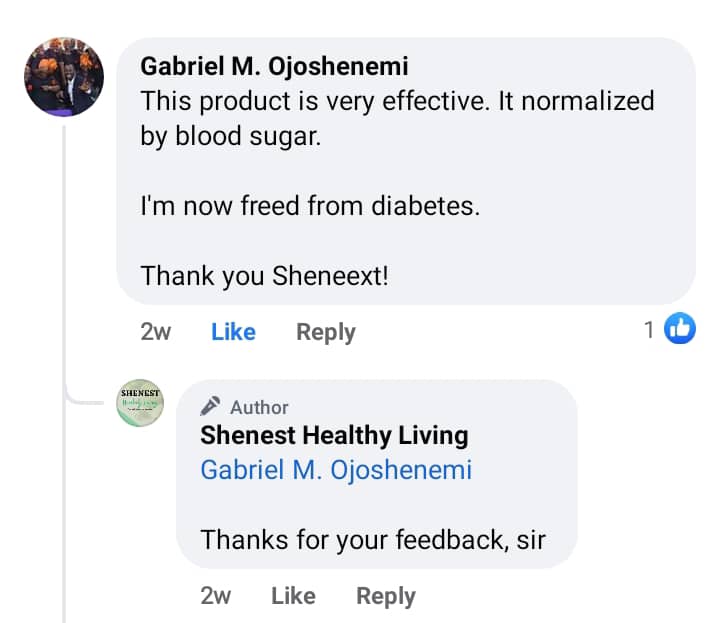 Gabriel M. Ojoshenemi
This product is very effective. It normalized
by blood sugar.
I'm now freed from diabetes.
Thank you Sheneext!
2w Like Reply 1
SHENEST
Author
Shenest Healthy Living
Gabriel M. Ojoshenemi
Thanks for your feedback, sir
2w Like Reply